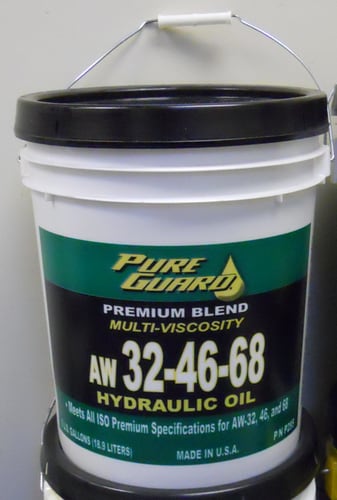 PURE
GUARD
PREMIUM BLEND
MULTI-VISCOSITY
AW 32-46-68
HYDRAULIC OIL
• Meets All ISO Premium Specifications for AW-32, 46, and 68
GALLONS (18.9 LITERS)
MADE IN U.S.A.
P N